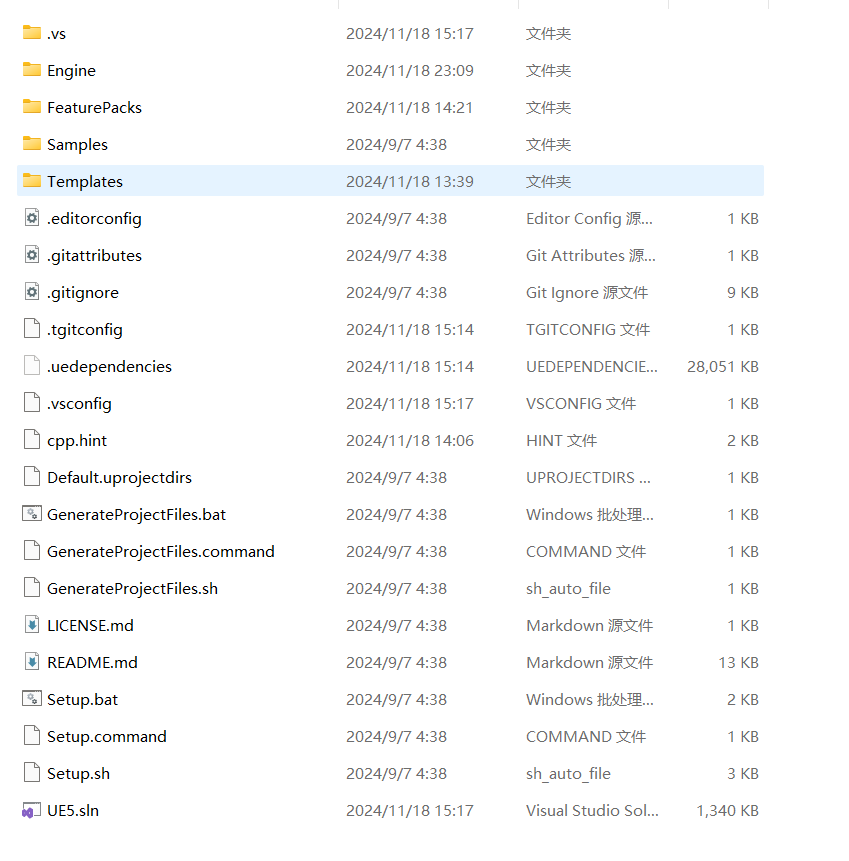 .vs 2024/11/18 15:17 文件夹
Engine 2024/11/18 23:09 文件夹
FeaturePacks 2024/11/18 14:21 文件夹
Samples 2024/9/7 4:38 文件夹
Templates 2024/11/18 13:39 文件夹
.editorconfig 2024/9/7 4:38 Editor Config 源... 1 KB
.gitattributes 2024/9/7 4:38 Git Attributes 源... 1 KB
.gitignore 2024/9/7 4:38 Git Ignore 源文件 9 KB
.tgitconfig 2024/11/18 15:14 TGITCONFIG 文件 1 KB
.uedependencies 2024/11/18 15:14 UEDEPENDENCIE... 28,051 KB
.vsconfig 2024/11/18 15:17 VSCONFIG 文件 1 KB
cpp.hint 2024/11/18 14:06 HINT 文件 2 KB
Default.uprojectdirs 2024/9/7 4:38 UPROJECTDIRS ... 1 KB
GenerateProjectFiles.bat 2024/9/7 4:38 Windows 批处理... 1 KB
GenerateProjectFiles.command 2024/9/7 4:38 COMMAND 文件 1 KB
GenerateProjectFiles.sh 2024/9/7 4:38 sh_auto_file 1 KB
LICENSE.md 2024/9/7 4:38 Markdown 源文件 1 KB
README.md 2024/9/7 4:38 Markdown 源文件 13 KB
Setup.bat 2024/9/7 4:38 Windows 批处理... 2 KB
Setup.command 2024/9/7 4:38 COMMAND 文件 1 KB
Setup.sh 2024/9/7 4:38 sh_auto_file 3 KB
UE5.sln 2024/11/18 15:17 Visual Studio Sol... 1,340 KB